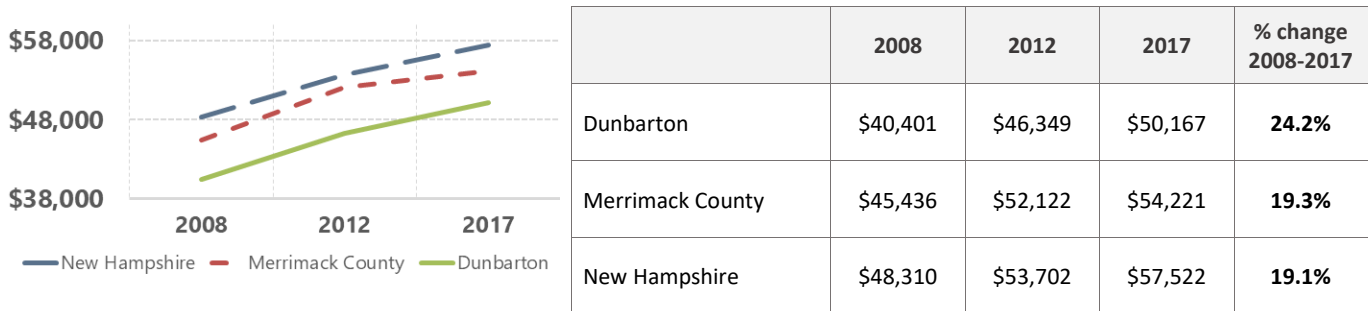 $58,000
$48,000
$38,000
2008 2012 2017
New Hampshire Merrimack County Dunbarton
2008 2012 2017 % change
2008-2017
Dunbarton $40,401 $46,349 $50,167 24.2%
Merrimack County $45,436 $52,122 $54,221 19.3%
New Hampshire $48,310 $53,702 $57,522 19.1%